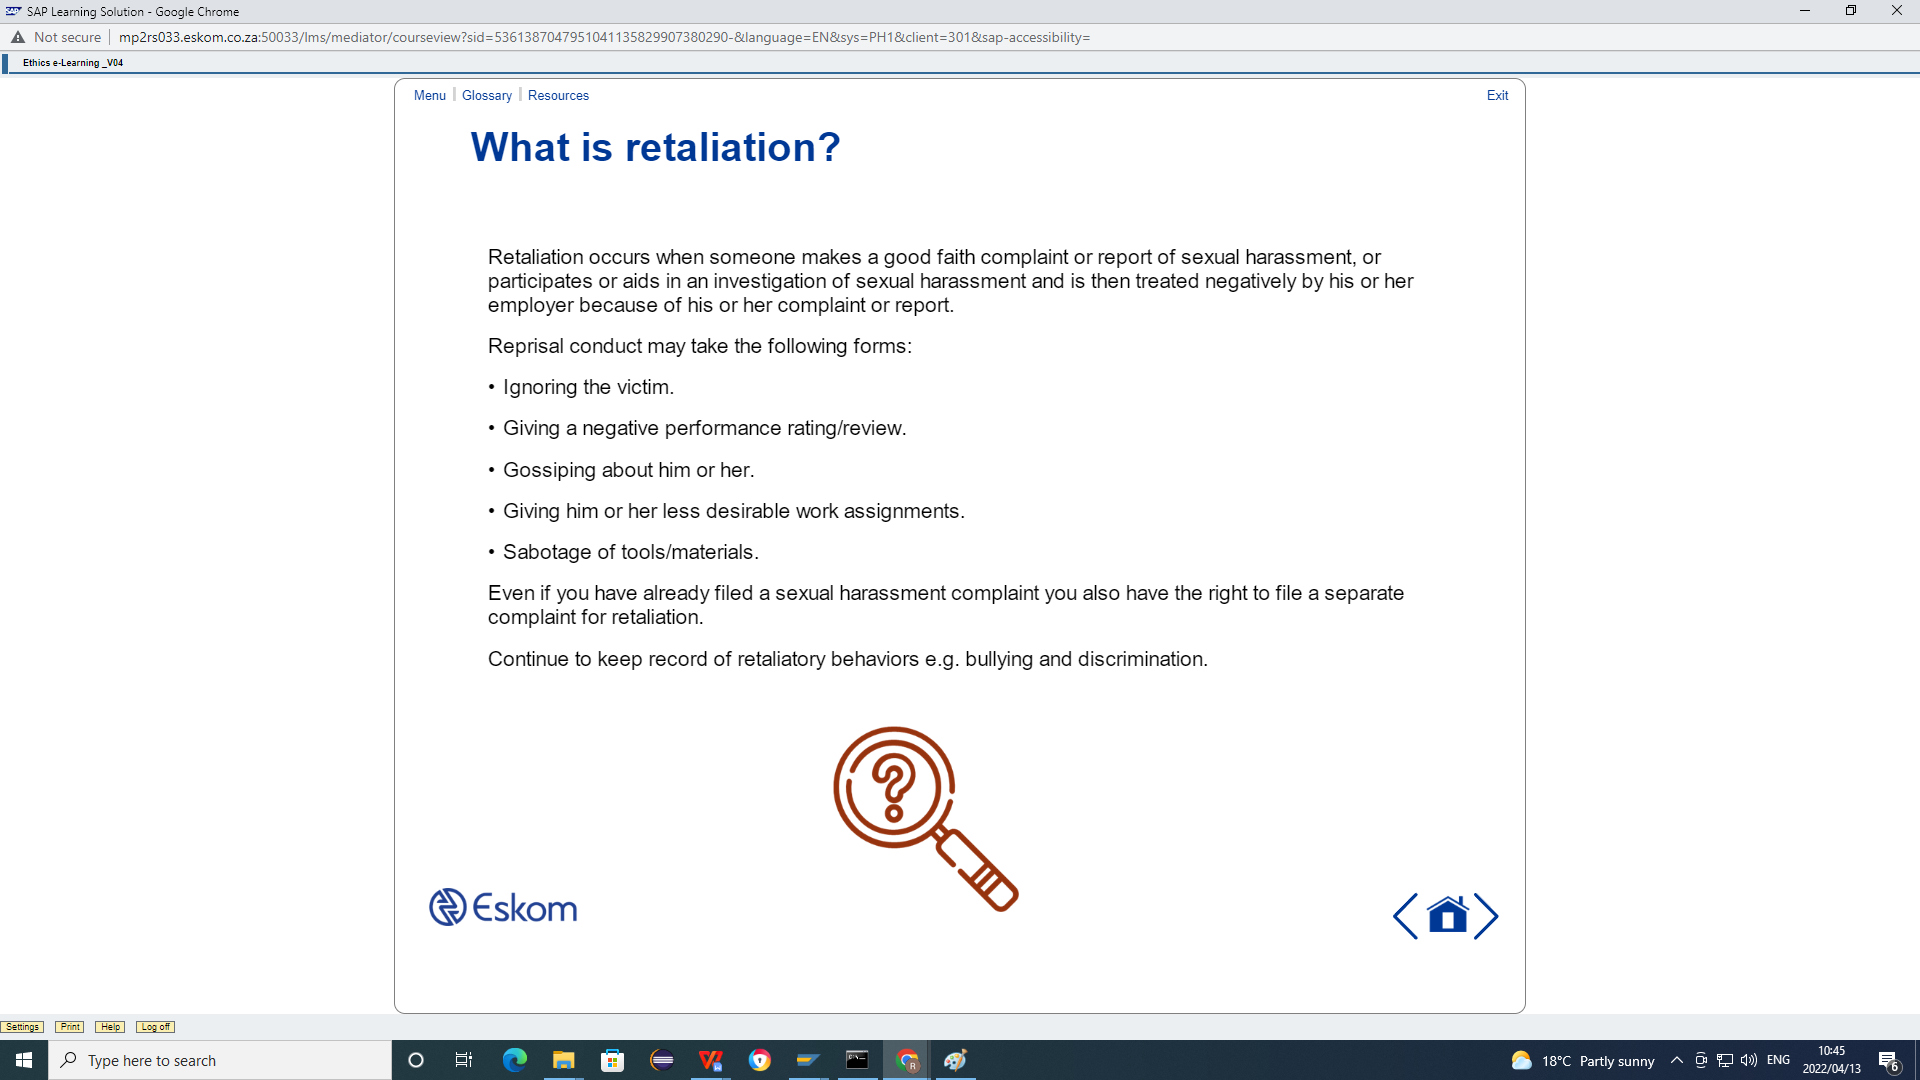 SAP Learning Solution - Google Chrome
Not secure mp2rs033.eskom.co.za:50033/lms/mediator/courseview?sid=5361387047951041135829907380290-&language=EN&sys=PH1&client=301&sap-accessibility=
Ethics e-Learning _V04
Menu Glossary Resources Exit
What is retaliation?
Retaliation occurs when someone makes a good faith complaint or report of sexual harassment, or
participates or aids in an investigation of sexual harassment and is then treated negatively by his or her
employer because of his or her complaint or report.
Reprisal conduct may take the following forms:
• Ignoring the victim.
• Giving a negative performance rating/review.
• Gossiping about him or her.
• Giving him or her less desirable work assignments.
• Sabotage of tools/materials.
Even if you have already filed a sexual harassment complaint you also have the right to file a separate
complaint for retaliation.
Continue to keep record of retaliatory behaviors e.g. bullying and discrimination.
?
Eskom
Settings Print Help Log off
Type here to search
18°C Partly sunny ENG
10:45
2022/04/13
6